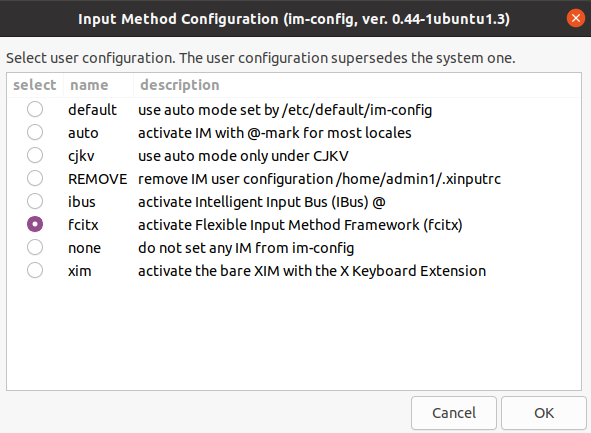 Input Method Configuration (im-config, ver. 0.44-1ubuntu1.3)
Select user configuration. The user configuration supersedes the system one.
select name description
default use auto mode set by /etc/default/im-config
auto activate IM with @-mark for most locales
cjkv use auto mode only under CJKV
REMOVE remove IM user configuration /home/admin1/.xinputrc
ibus activate Intelligent Input Bus (IBus) @
fcitx activate Flexible Input Method Framework (fcitx)
none do not set any IM from im-config
xim activate the bare XIM with the X Keyboard Extension
Cancel OK